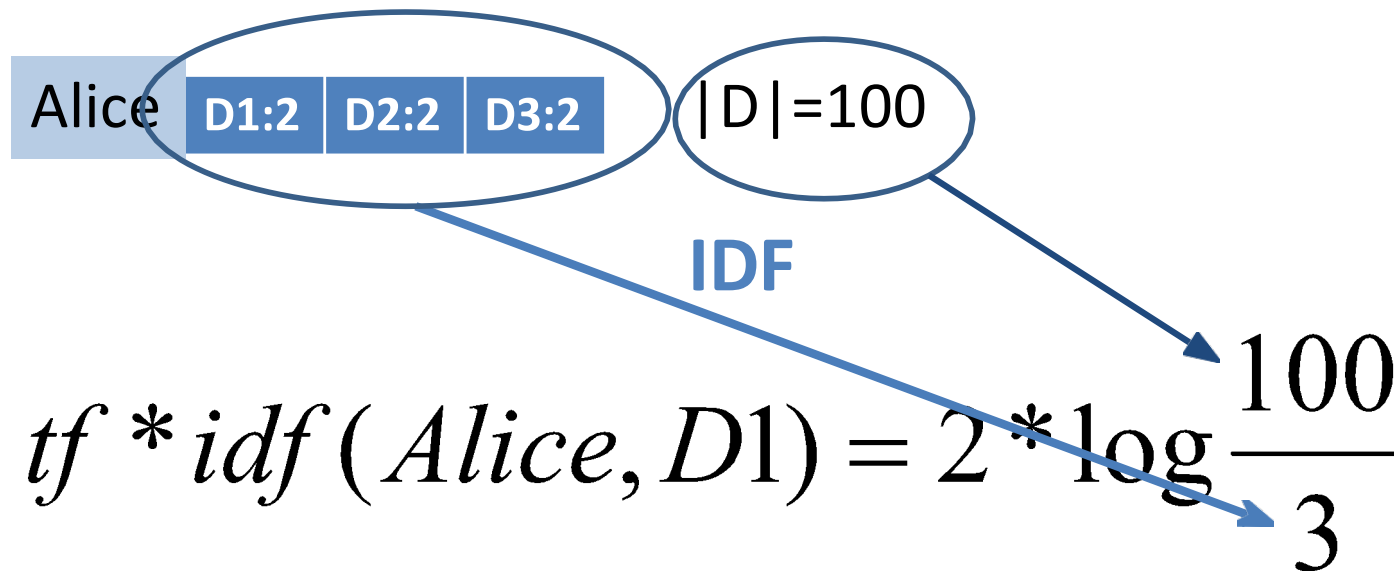 Alice D1:2 D2:2 D3:2 |D|=100
IDF
tf * idf ( Alice, D1) = 2 * log 100
3